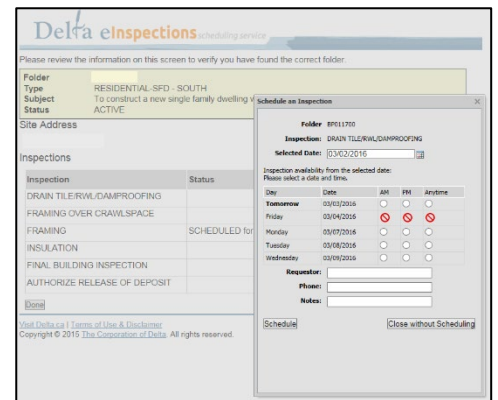 Delta eInspections scheduling service
Please review the information on this screen to verify you have found the correct folder.
Folder
Type RESIDENTIAL-SFD - SOUTH
Subject To construct a new single family dwelling
Status ACTIVE
Site Address
Inspections
Inspection Status
DRAIN TILE/RWL/DAMPROOFING
FRAMING OVER CRAWLSPACE
FRAMING SCHEDULED for
INSULATION
FINAL BUILDING INSPECTION
AUTHORIZE RELEASE OF DEPOSIT
Done
Visit Delta.ca | Terms of Use & Disclaimer
Copyright © 2015 The Corporation of Delta. All rights reserved.
Schedule an Inspection
Folder BP011700
Inspection: DRAIN TILE/RWL/DAMPROOFING
Selected Date: 03/02/2016
Inspection availability from the selected date:
Please select a date and time.
Day Date AM PM Anytime
Tomorrow 03/03/2016
Friday 03/04/2016
Monday 03/07/2016
Tuesday 03/08/2016
Wednesday 03/09/2016
Requestor:
Phone:
Notes:
Schedule Close without Scheduling